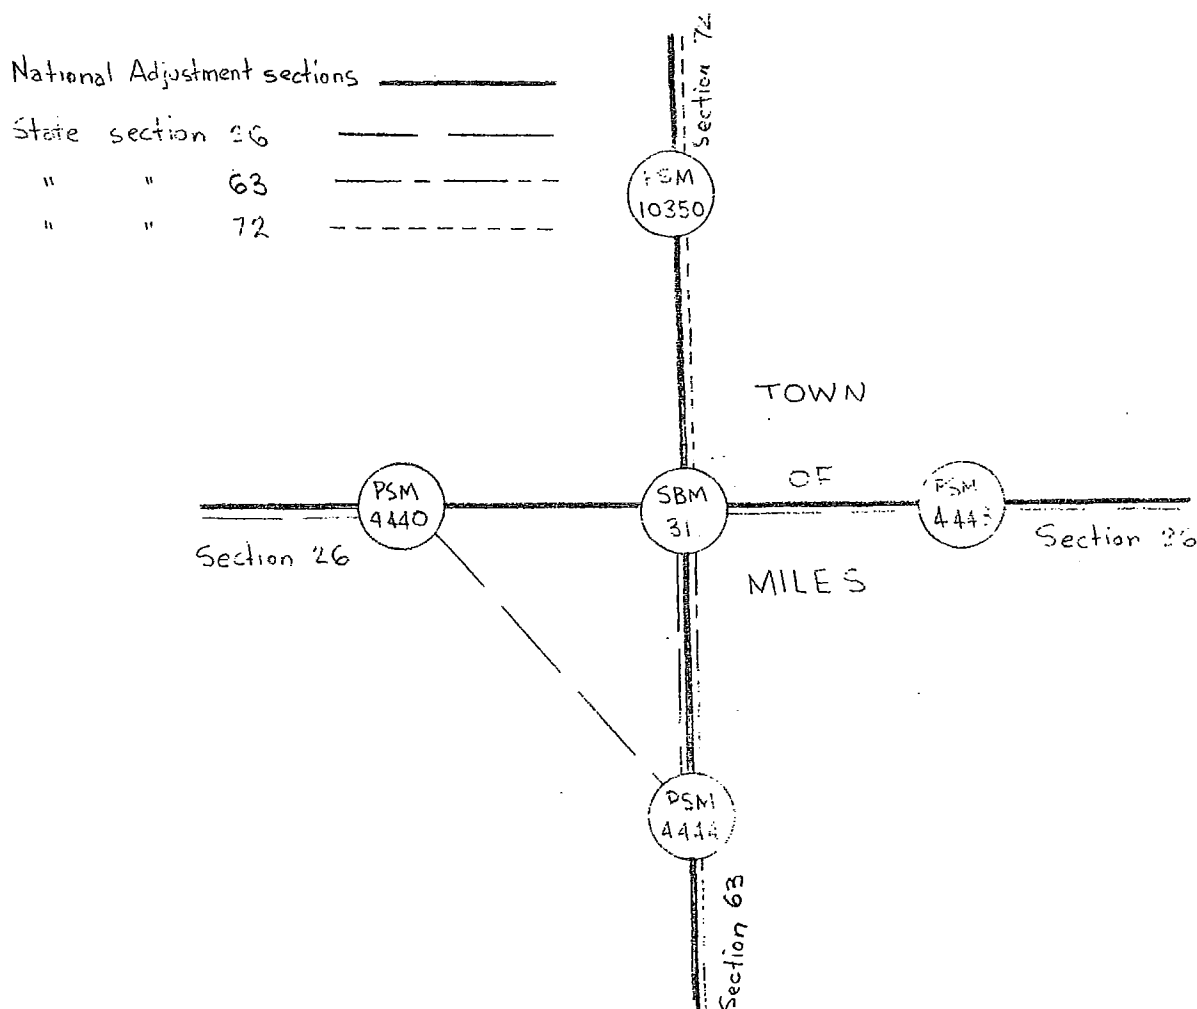 National Adjustment sections
State section 26
" " 63
" " 72
Section 72
PSM
10350
TOWN
OF
MILES
PSM
4440
SBM
31
PSM
Section 26
Section 26
PSM
4444
Section 63